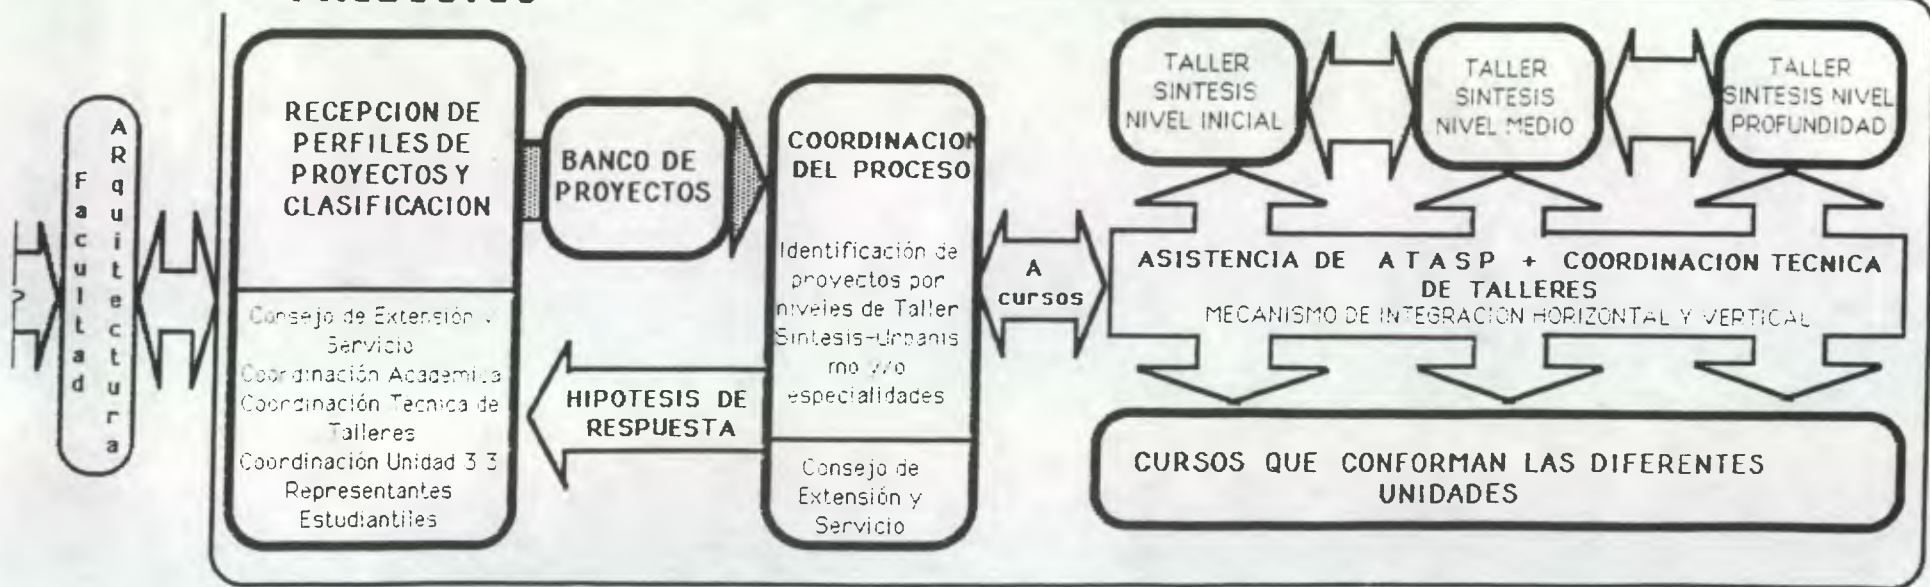 Facultad
ARquitectura
RECEPCION DE
PERFILES DE
PROYECTOS Y
CLASIFICACION
Consejo de Extensión y
Servicio
Coordinación Academica
Coordinación Tecnica de
Talleres
Coordinación Unidad 3 3
Representantes
Estudiantiles
BANCO DE
PROYECTOS
HIPOTESIS DE
RESPUESTA
COORDINACION
DEL PROCESO
Identificación de
proyectos por
niveles de Taller
Sintesis-Urbanis
mo y/o
especialidades
Consejo de
Extensión y
Servicio
A
cursos
TALLER
SINTESIS
NIVEL INICIAL
TALLER
SINTESIS
NIVEL MEDIO
TALLER
SINTESIS NIVEL
PROFUNDIDAD
ASISTENCIA DE A T A S P + COORDINACION TECNICA
DE TALLERES
MECANISMO DE INTEGRACION HORIZONTAL Y VERTICAL
CURSOS QUE CONFORMAN LAS DIFERENTES
UNIDADES